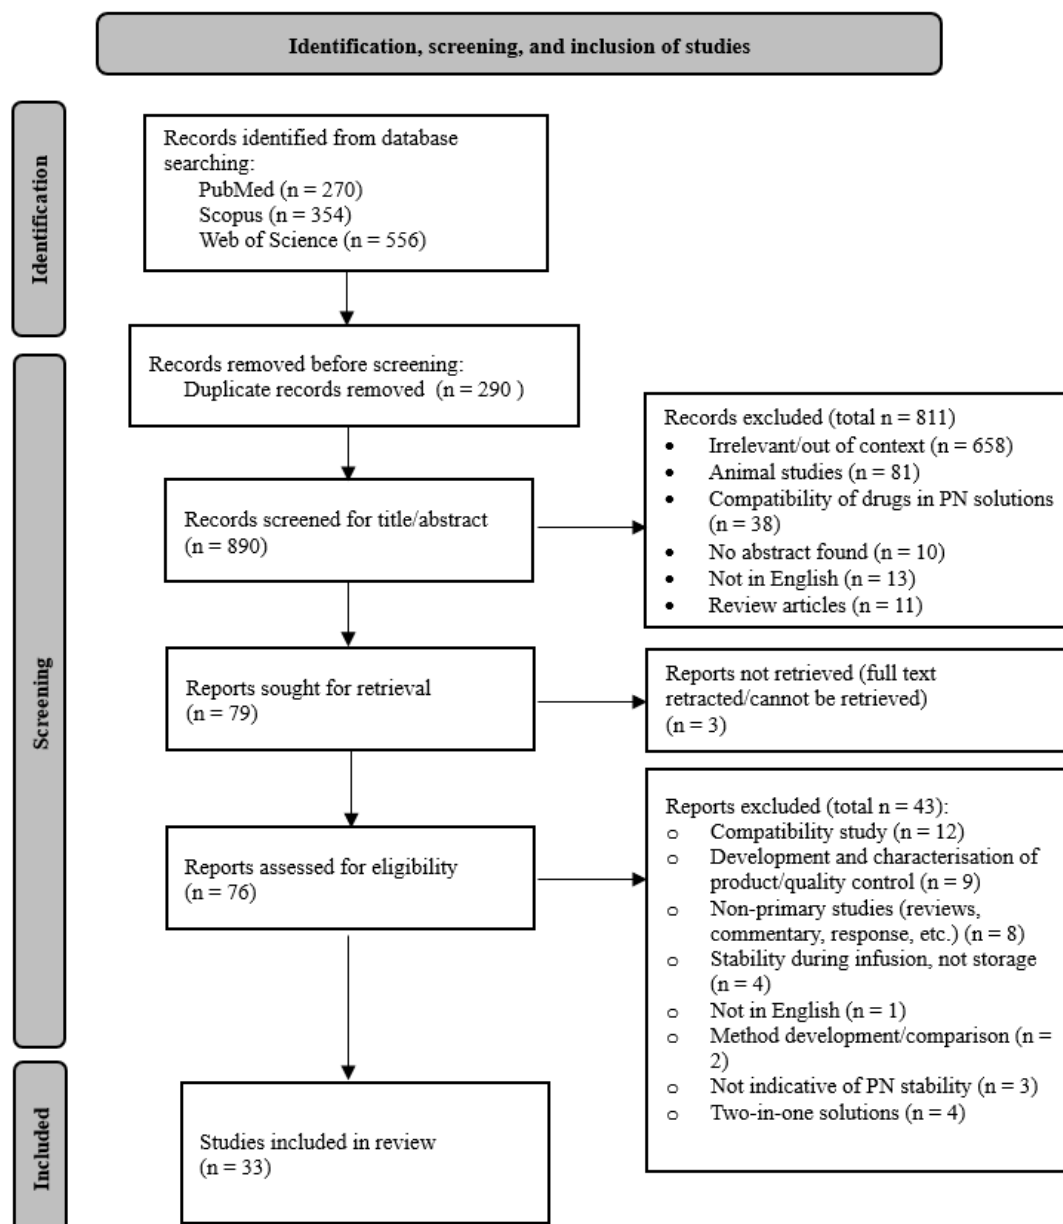 Identification, screening, and inclusion of studies
Identification
Records identified from database
searching:
PubMed (n = 270)
Scopus (n = 354)
Web of Science (n = 556)
Records removed before screening:
Duplicate records removed (n = 290 )
Screening
Records screened for title/abstract
(n = 890)
Records excluded (total n = 811)
• Irrelevant/out of context (n = 658)
• Animal studies (n = 81)
• Compatibility of drugs in PN solutions
(n = 38)
• No abstract found (n = 10)
• Not in English (n = 13)
• Review articles (n = 11)
Reports sought for retrieval
(n = 79)
Reports not retrieved (full text
retracted/cannot be retrieved)
(n = 3)
Reports assessed for eligibility
(n = 76)
Reports excluded (total n = 43):
o Compatibility study (n = 12)
o Development and characterisation of
product/quality control (n = 9)
o Non-primary studies (reviews,
commentary, response, etc.) (n = 8)
o Stability during infusion, not storage
(n = 4)
o Not in English (n = 1)
o Method development/comparison (n =
2)
o Not indicative of PN stability (n = 3)
o Two-in-one solutions (n = 4)
Included
Studies included in review
(n = 33)